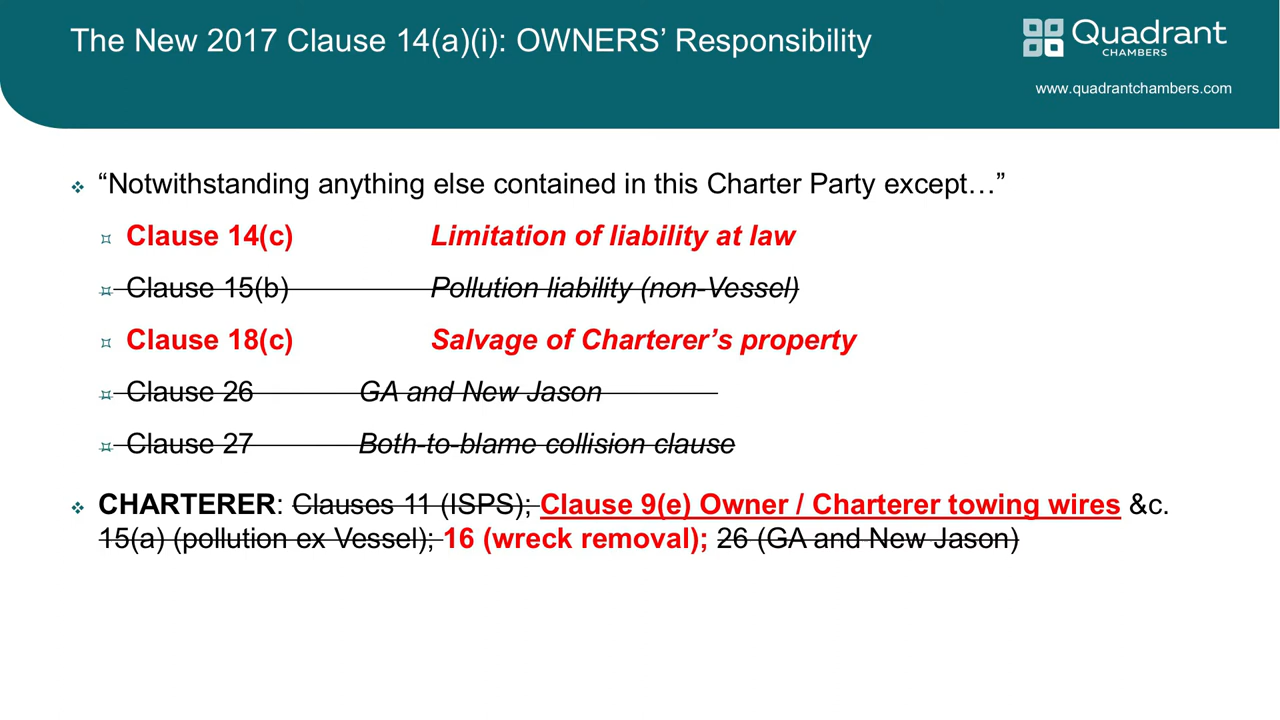 The New 2017 Clause 14(a)(i): OWNERS’ Responsibility
Quadrant
CHAMBERS
www.quadrantchambers.com
“Notwithstanding anything else contained in this Charter Party except…”
Clause 14(c) Limitation of liability at law
Clause 15(b) Pollution liability (non-Vessel)
Clause 18(c) Salvage of Charterer’s property
Clause 26 GA and New Jason
Clause 27 Both-to-blame collision clause
CHARTERER: Clauses 11 (ISPS); Clause 9(e) Owner / Charterer towing wires &c.
15(a) (pollution ex Vessel); 16 (wreck removal); 26 (GA and New Jason)